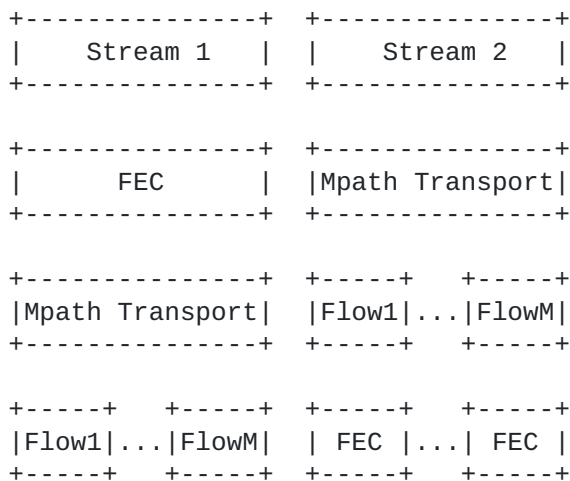 +---------------+  +---------------+
|    Stream 1   |  |    Stream 2   |
+---------------+  +---------------+

+---------------+  +---------------+
|      FEC      |  |Mpath Transport|
+---------------+  +---------------+

+---------------+  +-----+   +-----+
|Mpath Transport|  |Flow1|...|FlowM|
+---------------+  +-----+   +-----+

+-----+   +-----+  +-----+   +-----+
|Flow1|...|FlowM|  | FEC |...| FEC |
+-----+   +-----+  +-----+   +-----+